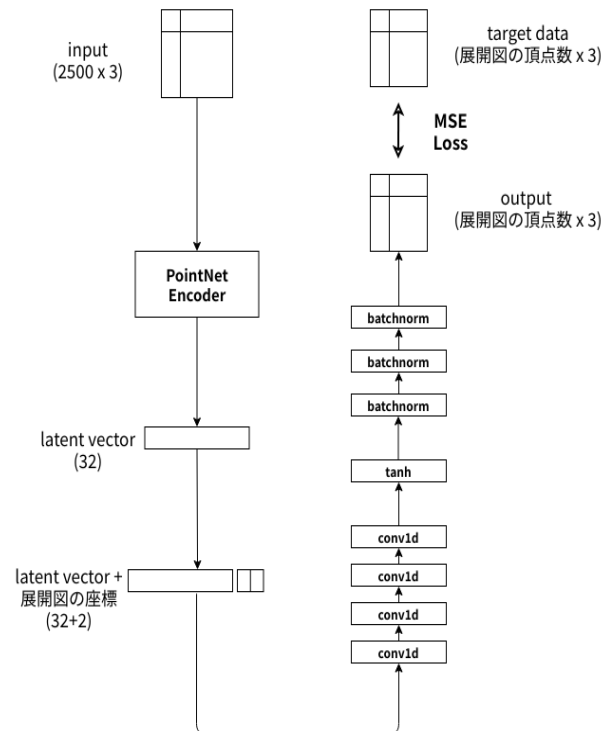 input
(2500 x 3)
PointNet
Encoder
latent vector
(32)
latent vector +
展開図の座標
(32+2)
target data
(展開図の頂点数 x 3)
MSE
Loss
output
(展開図の頂点数 x 3)
batchnorm
batchnorm
batchnorm
tanh
conv1d
conv1d
conv1d
conv1d